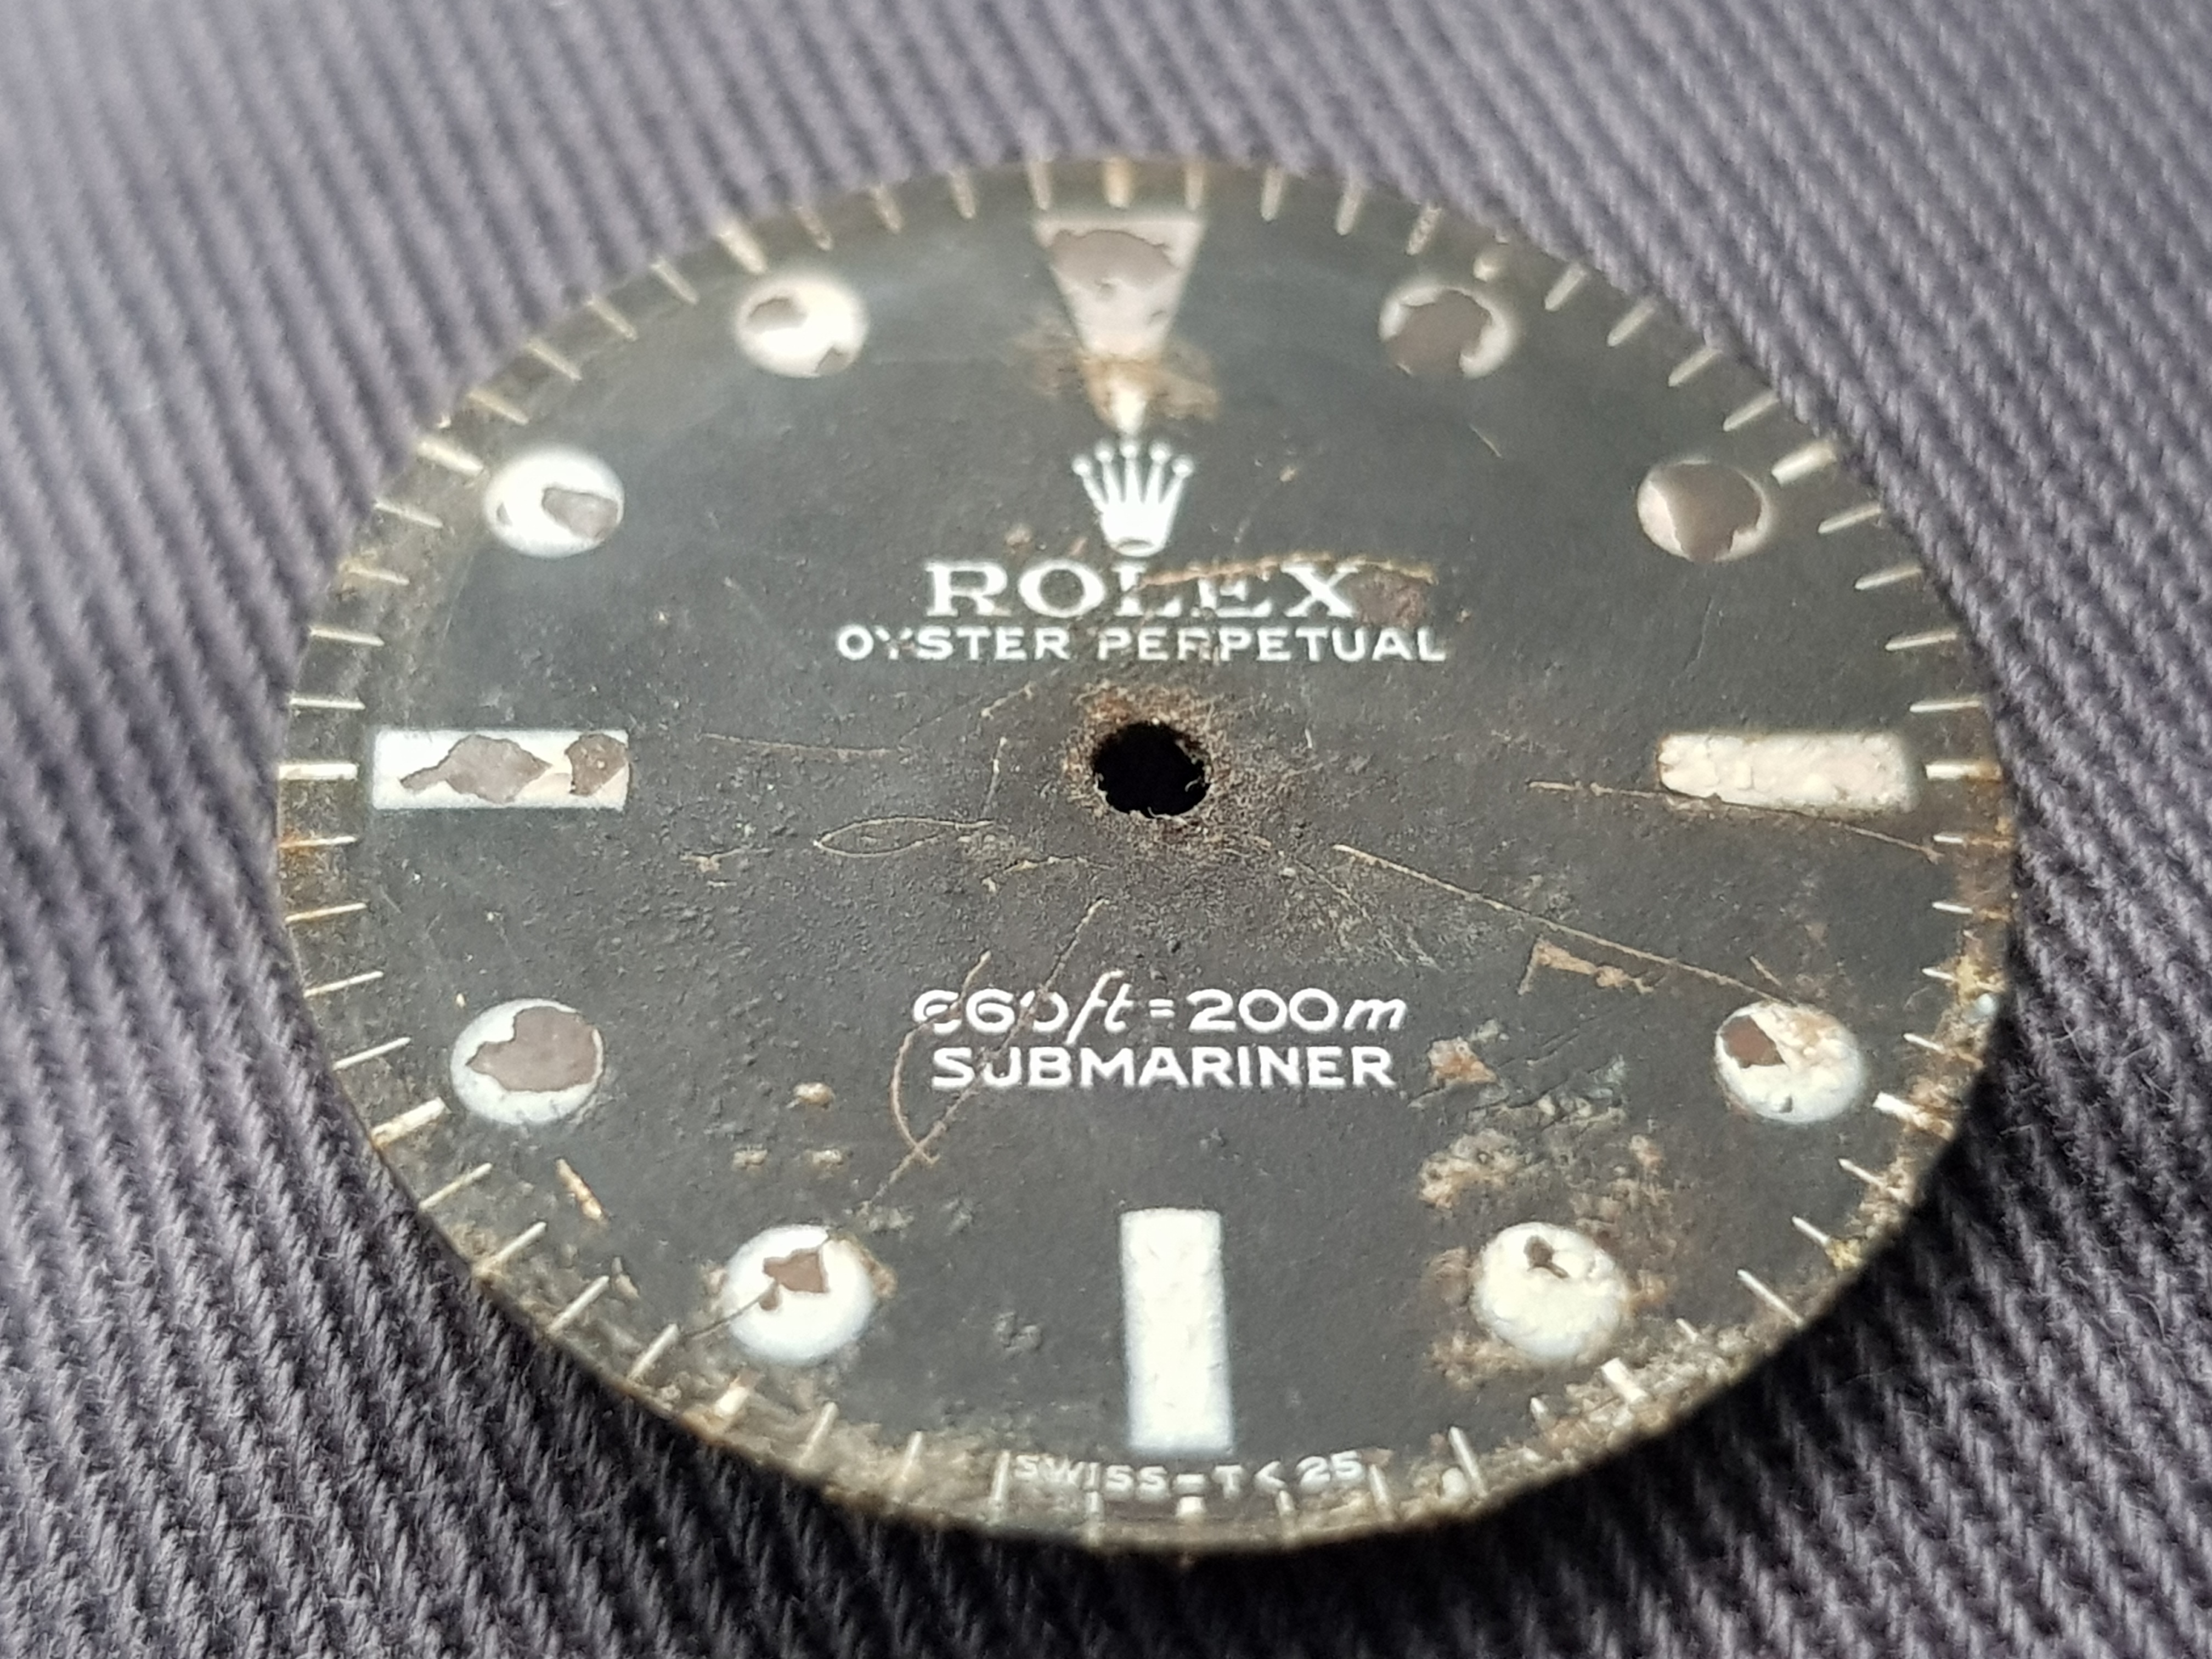 ROLEX
OYSTER PERPETUAL
660ft=200m
SUBMARINER
SWISS-T<25